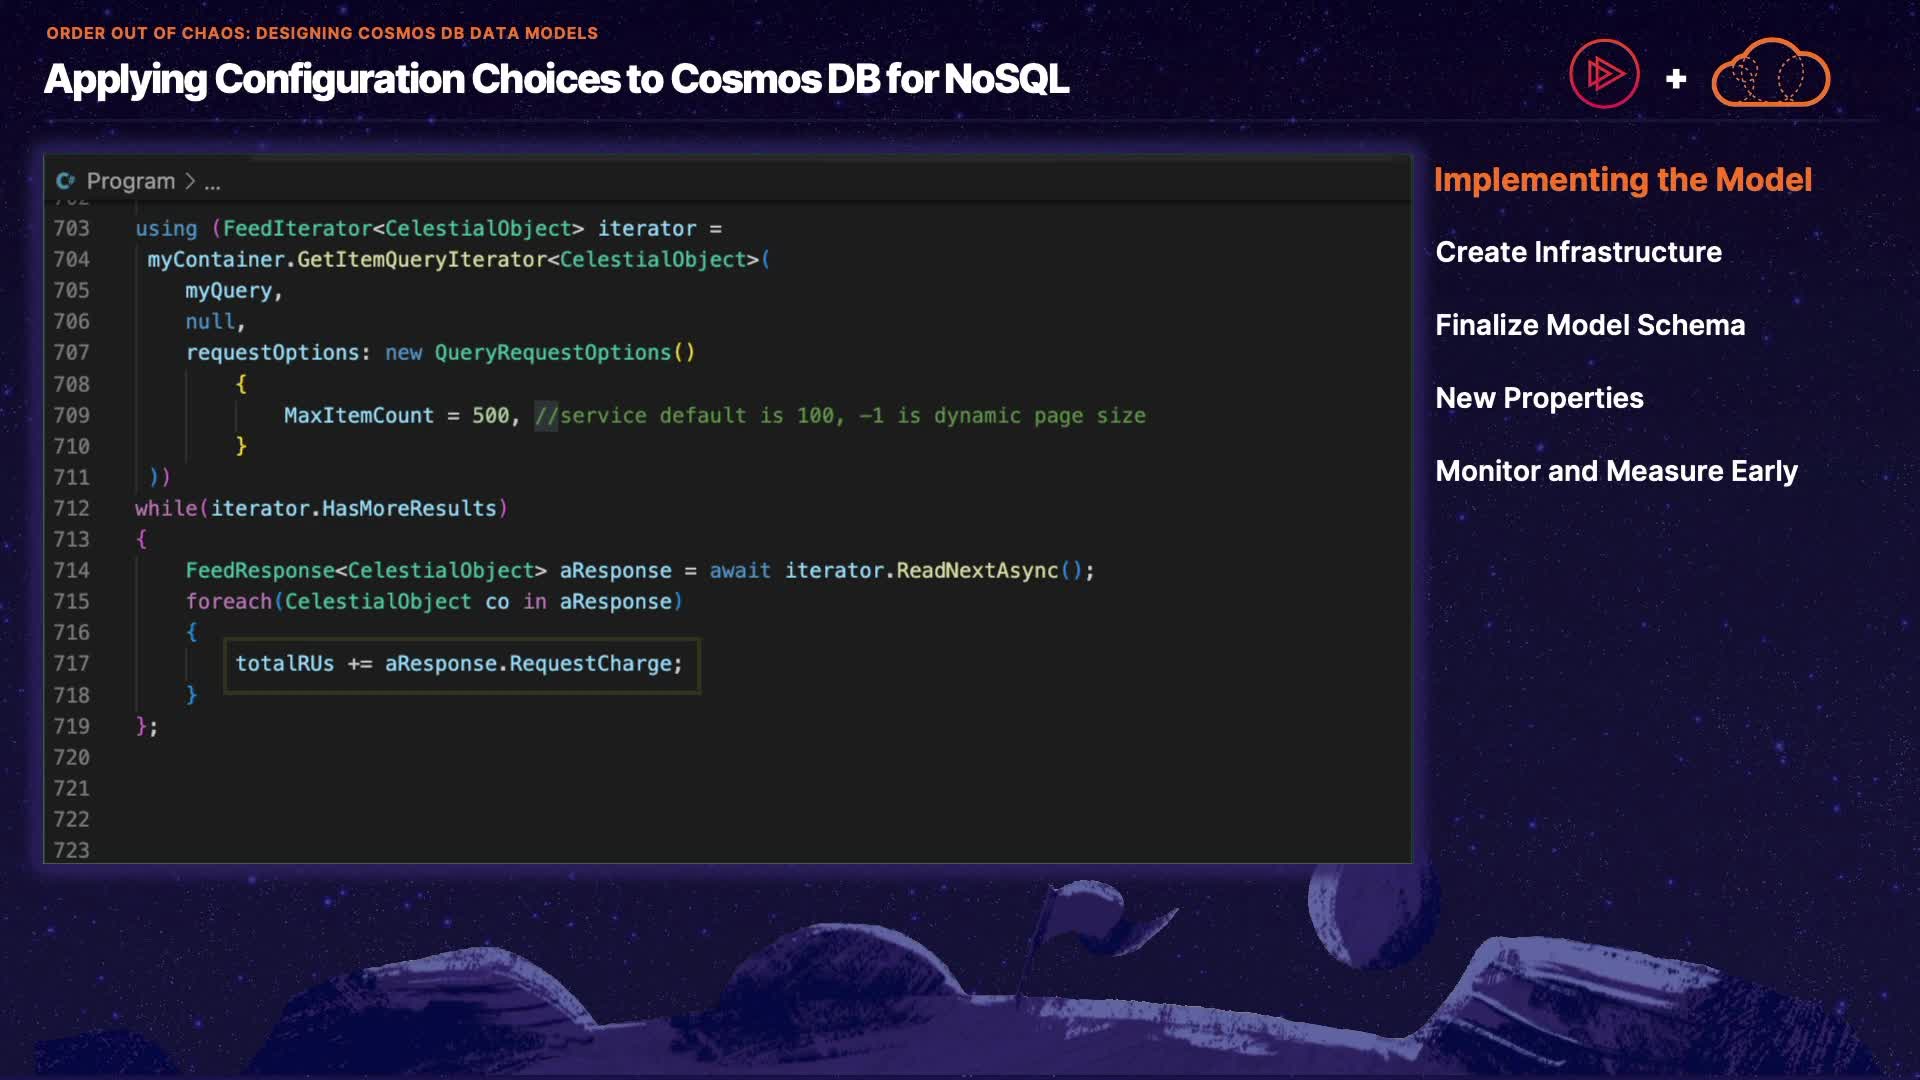 ORDER OUT OF CHAOS: DESIGNING COSMOS DB DATA MODELS
Applying Configuration Choices to Cosmos DB for NoSQL
Program > ...
703 using (FeedIterator<CelestialObject> iterator =
704 myContainer.GetItemQueryIterator<CelestialObject>(
705 myQuery,
706 null,
707 requestOptions: new QueryRequestOptions()
708 {
709 MaxItemCount = 500, //service default is 100, -1 is dynamic page size
710 }
711 ))
712 while(iterator.HasMoreResults)
713 {
714 FeedResponse<CelestialObject> aResponse = await iterator.ReadNextAsync();
715 foreach(CelestialObject co in aResponse)
716 {
717 totalRUs += aResponse.RequestCharge;
718 }
719 };
720
721
722
723
Implementing the Model
Create Infrastructure
Finalize Model Schema
New Properties
Monitor and Measure Early